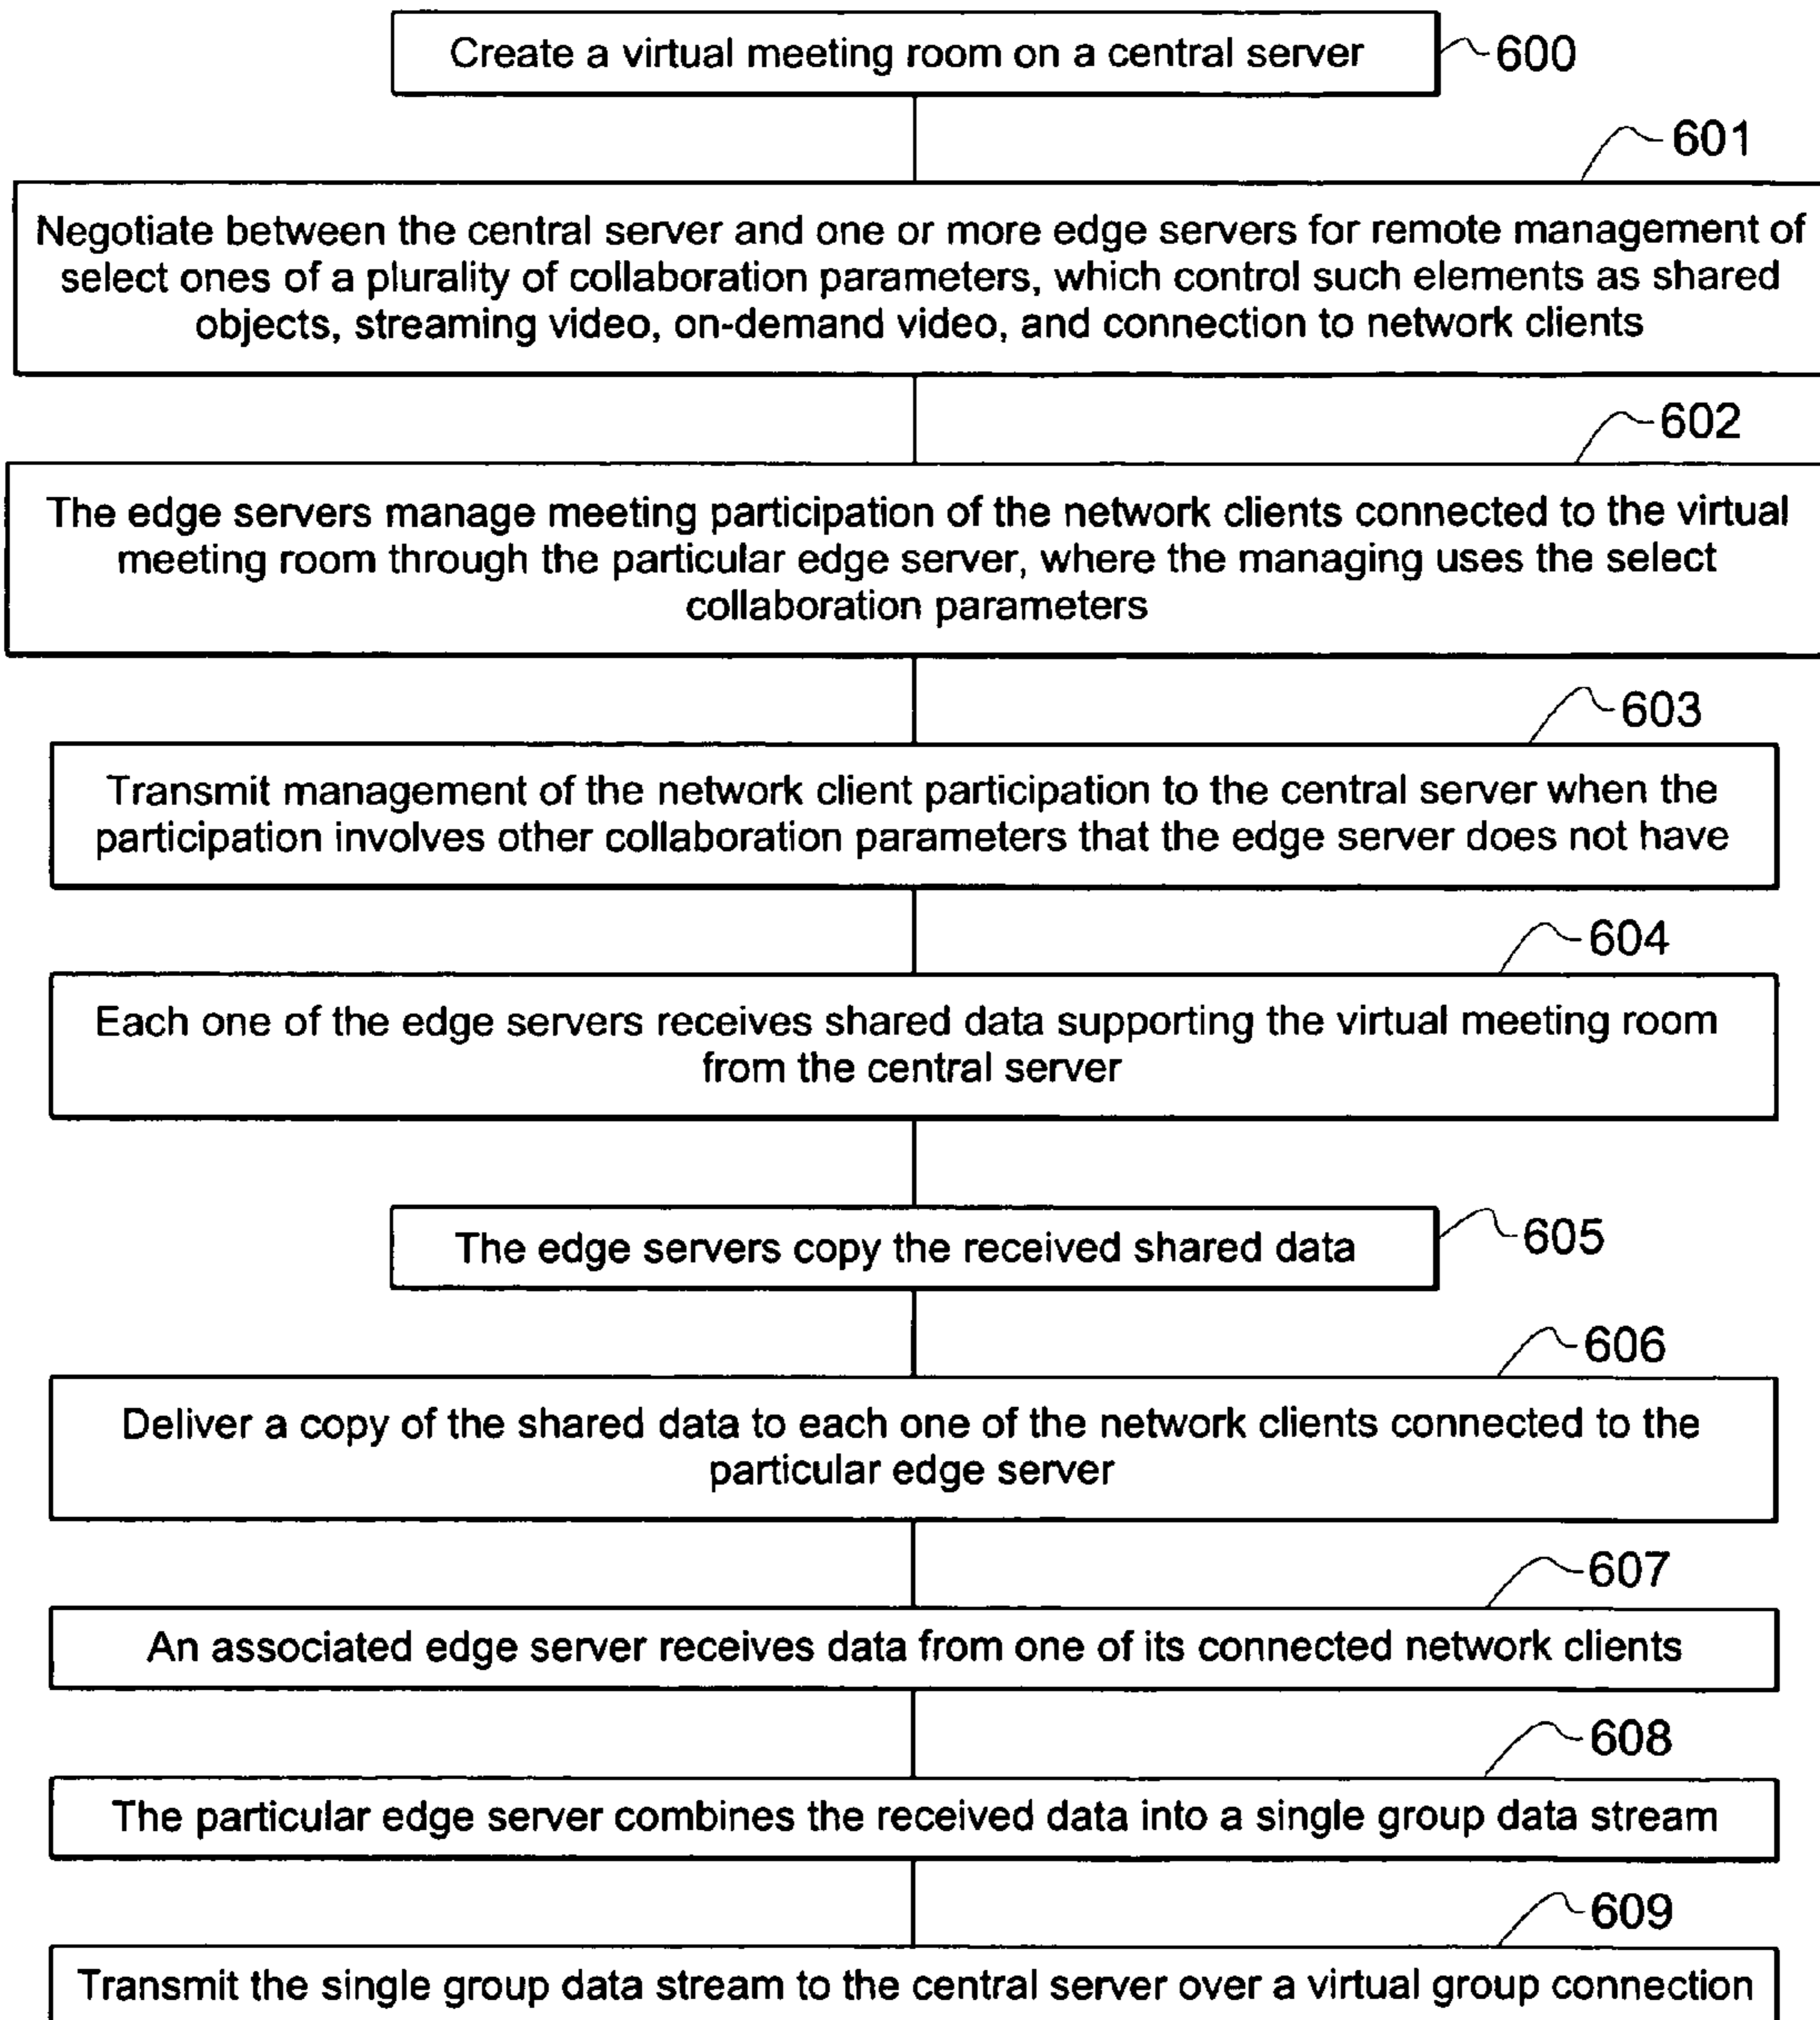 Create a virtual meeting room on a central server
600
601
Negotiate between the central server and one or more edge servers for remote management of
select ones of a plurality of collaboration parameters, which control such elements as shared
objects, streaming video, on-demand video, and connection to network clients
602
The edge servers manage meeting participation of the network clients connected to the virtual
meeting room through the particular edge server, where the managing uses the select
collaboration parameters
603
Transmit management of the network client participation to the central server when the
participation involves other collaboration parameters that the edge server does not have
604
Each one of the edge servers receives shared data supporting the virtual meeting room
from the central server
The edge servers copy the received shared data
605
606
Deliver a copy of the shared data to each one of the network clients connected to the
particular edge server
607
An associated edge server receives data from one of its connected network clients
608
The particular edge server combines the received data into a single group data stream
609
Transmit the single group data stream to the central server over a virtual group connection